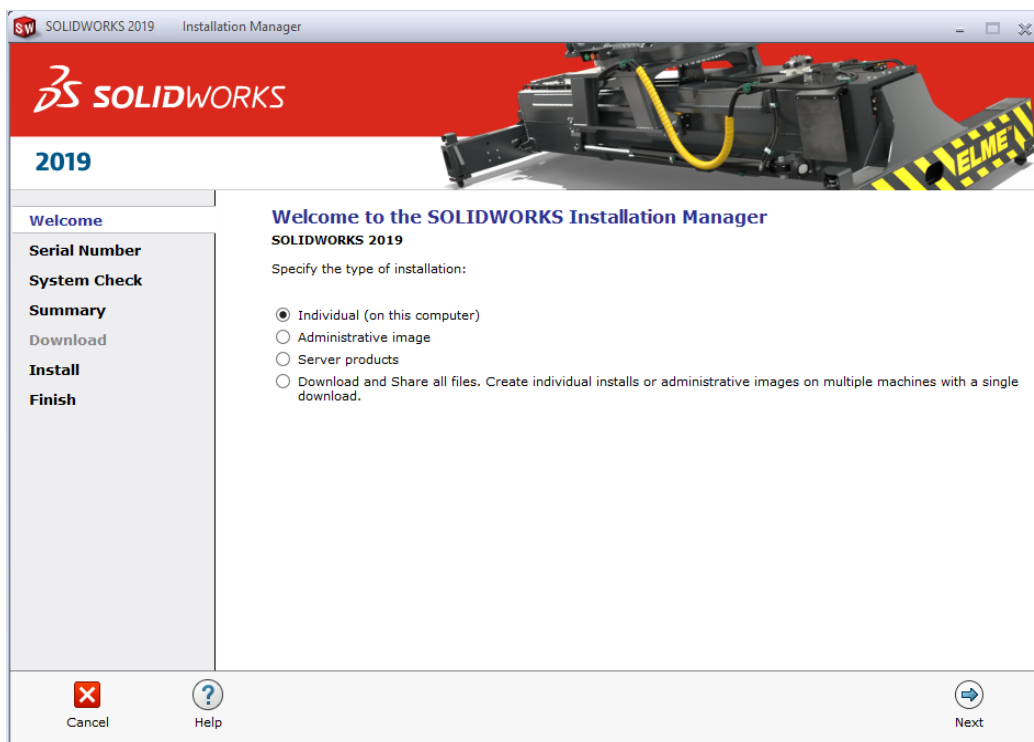 SOLIDWORKS 2019 Installation Manager
SOLIDWORKS
2019
ELME
Welcome
Serial Number
System Check
Summary
Download
Install
Finish
Welcome to the SOLIDWORKS Installation Manager
SOLIDWORKS 2019
Specify the type of installation:
Individual (on this computer)
Administrative image
Server products
Download and Share all files. Create individual installs or administrative images on multiple machines with a single
download.
Cancel
Help
Next